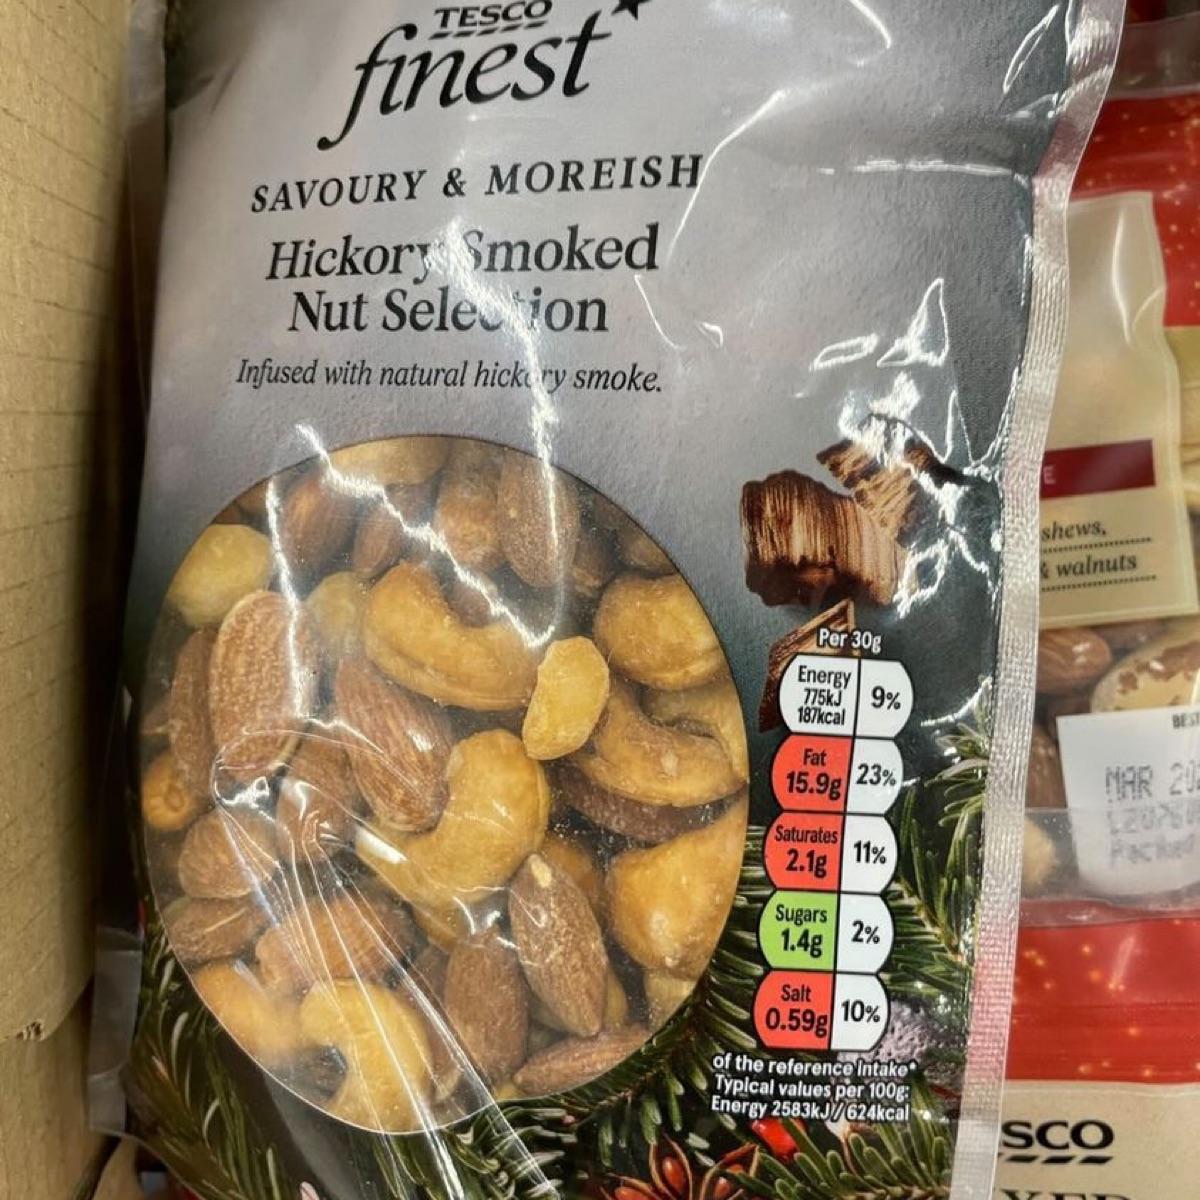 TESCO
finest
SAVOURY & MOREISH
Hickory Smoked
Nut Selection
Infused with natural hickory smoke.
shews,
& walnuts
Per 30g
Energy
775kJ
187kcal
9%
Fat
15.9g
23%
Saturates
2.1g
11%
Sugars
1.4g
2%
Salt
0.59g
10%
of the reference intake*
Typical values per 100g:
Energy 2583kJ / 624kcal
MAR 20
SCO